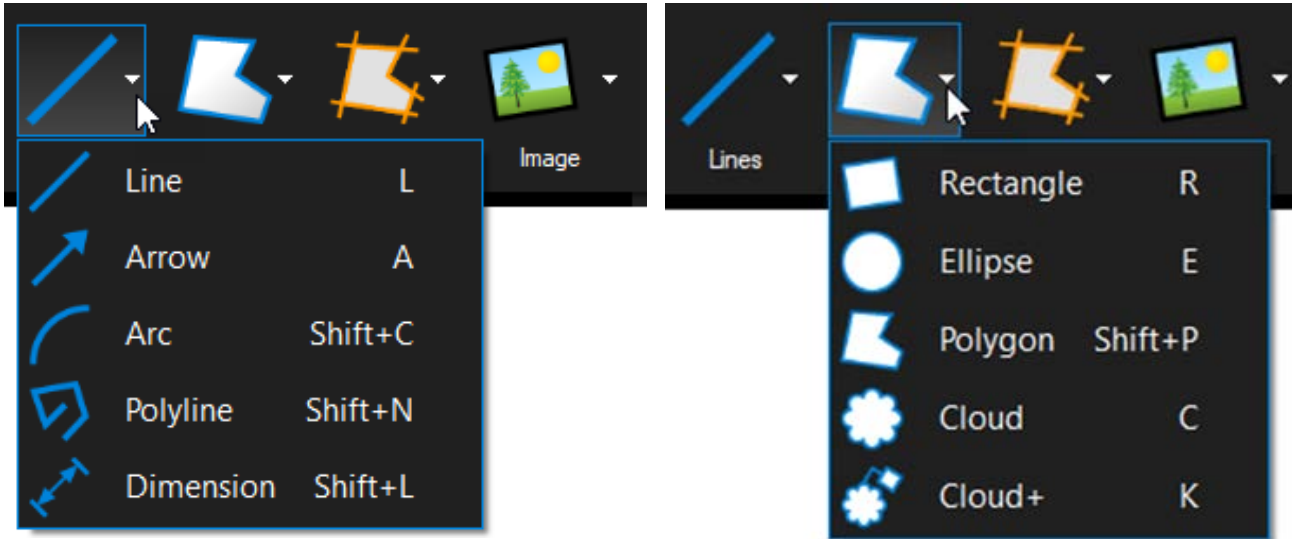 Image
Line L
Arrow A
Arc Shift+C
Polyline Shift+N
Dimension Shift+L
Lines
Rectangle R
Ellipse E
Polygon Shift+P
Cloud C
Cloud+ K